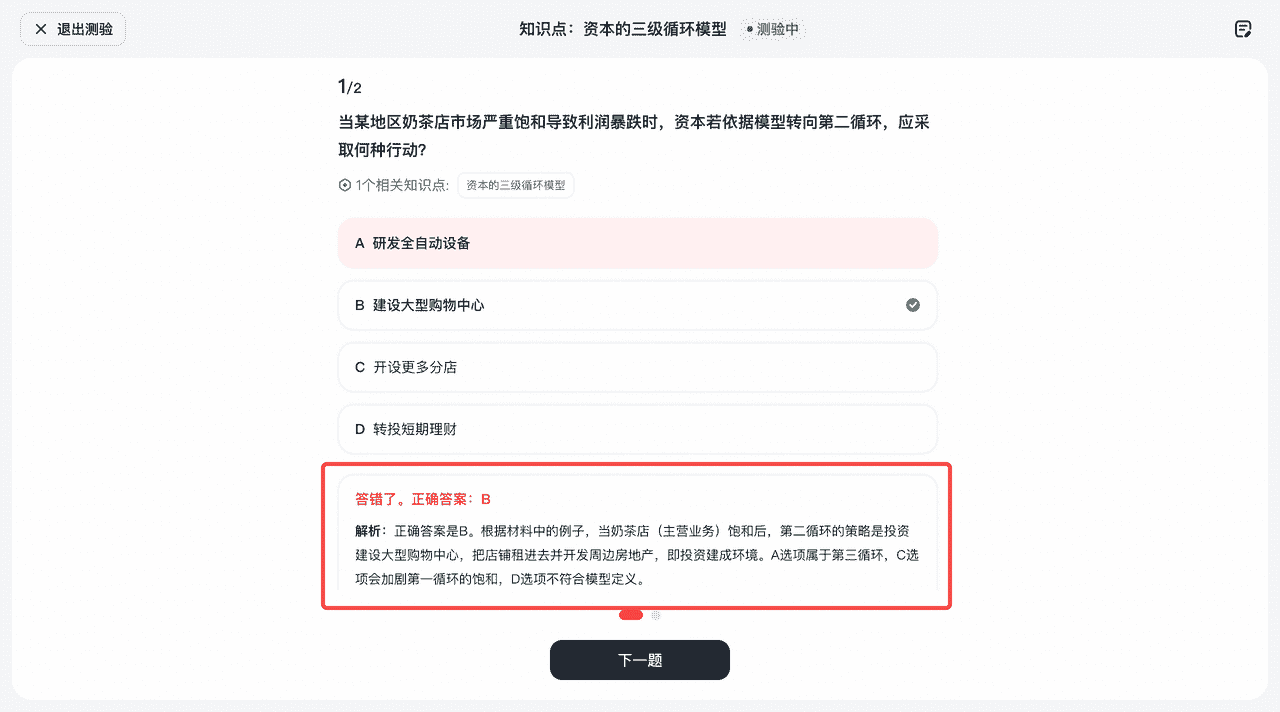 退出测验
知识点：资本的三级循环模型
测验中
1/2
当某地区奶茶店市场严重饱和导致利润暴跌时，资本若依据模型转向第二循环，应采
取何种行动?
1个相关知识点:
资本的三级循环模型
A 研发全自动设备
B 建设大型购物中心
C 开设更多分店
D 转投短期理财
答错了。正确答案：B
解析：正确答案是B。根据材料中的例子，当奶茶店（主营业务）饱和后，第二循环的策略是投资
建设大型购物中心，把店铺租进去并开发周边房地产，即投资建成环境。A选项属于第三循环，C选
项会加剧第一循环的饱和，D选项不符合模型定义。
下一题